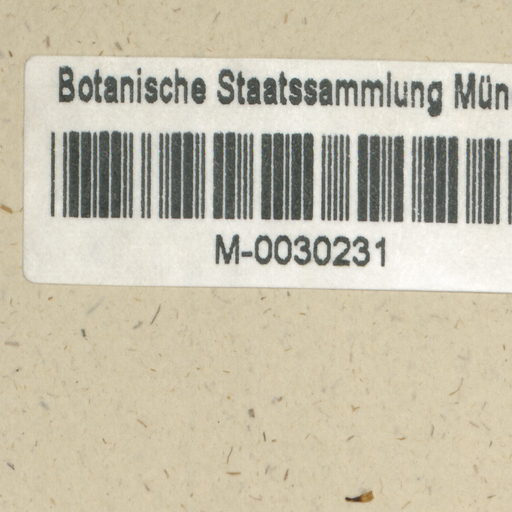 Botanische Staatssammlung Mün
M-0030231